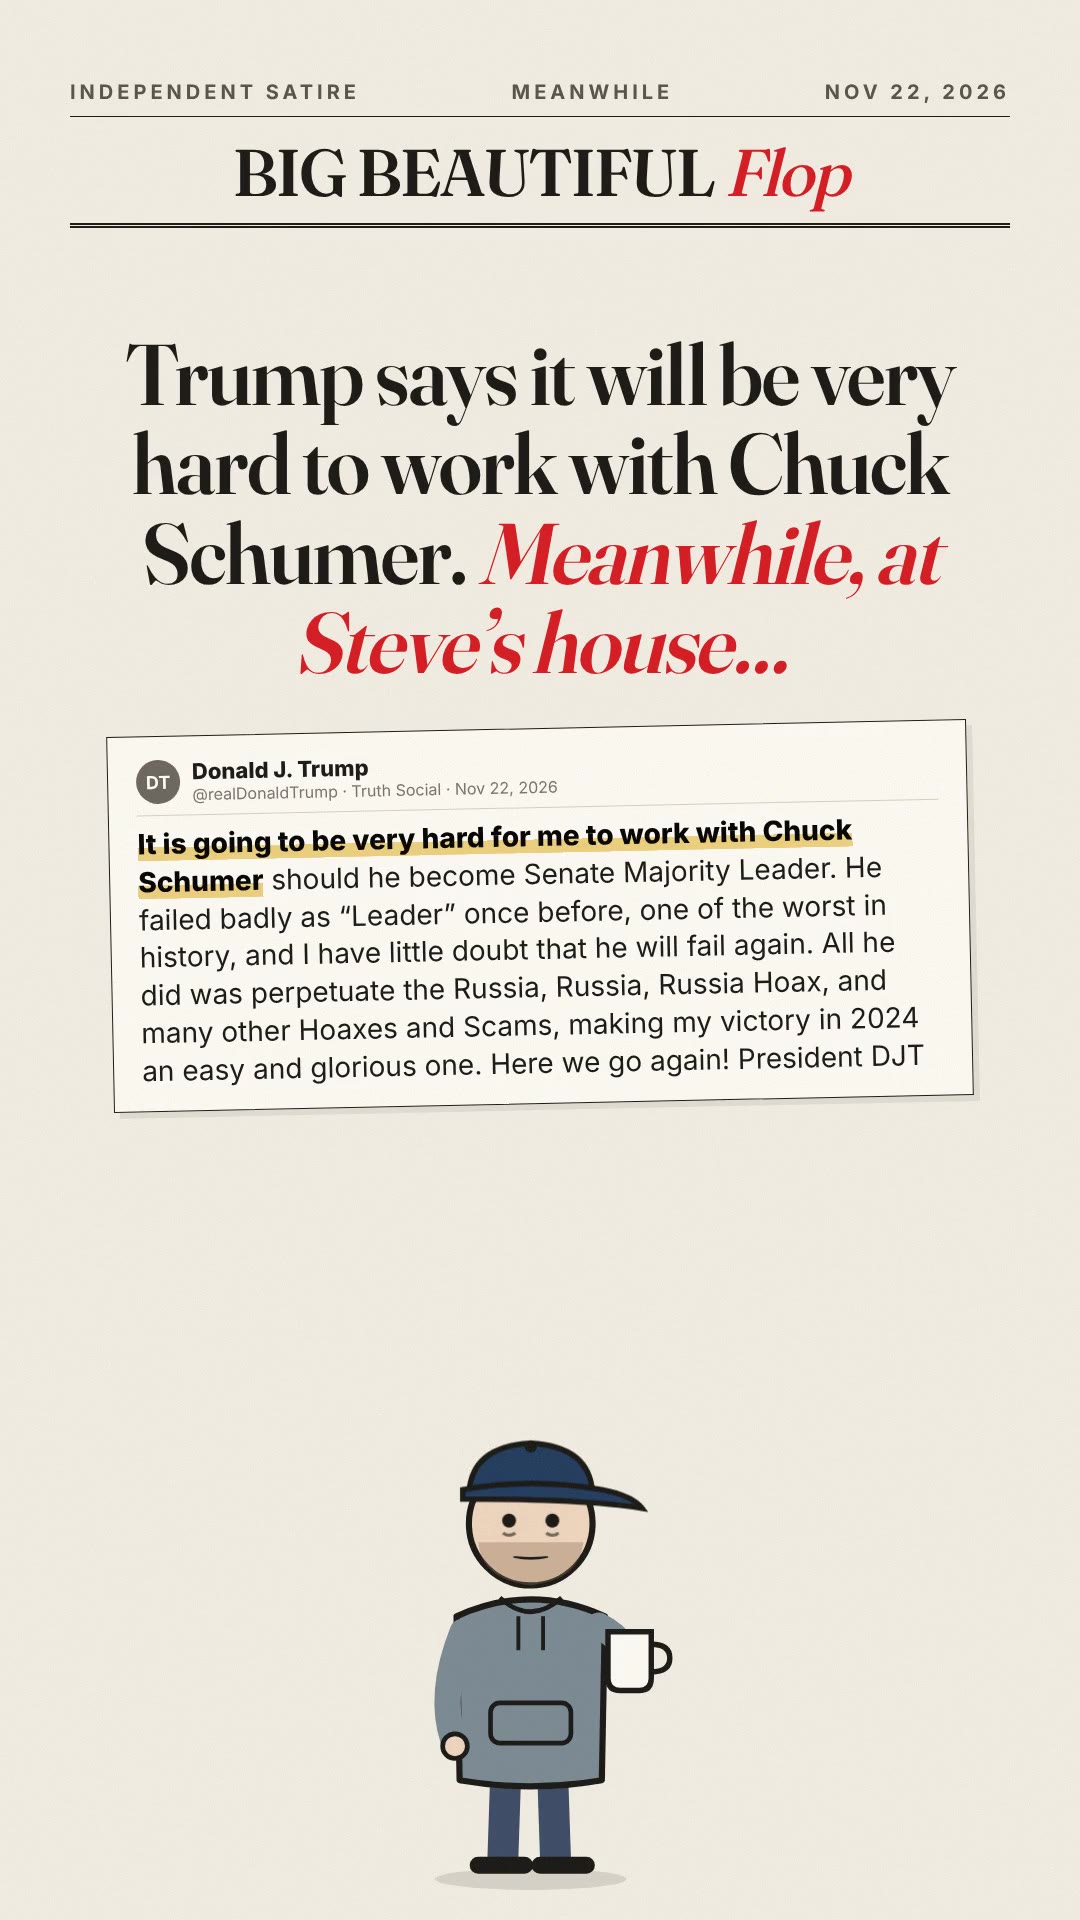 INDEPENDENT SATIRE
MEANWHILE
NOV 22, 2026
BIG BEAUTIFUL Flop
Trump says it will be very
hard to work with Chuck
Schumer. Meanwhile, at
Steve’s house...
DT
Donald J. Trump
@realDonaldTrump · Truth Social · Nov 22, 2026
It is going to be very hard for me to work with Chuck
Schumer should he become Senate Majority Leader. He
failed badly as “Leader” once before, one of the worst in
history, and I have little doubt that he will fail again. All he
did was perpetuate the Russia, Russia, Russia Hoax, and
many other Hoaxes and Scams, making my victory in 2024
an easy and glorious one. Here we go again! President DJT